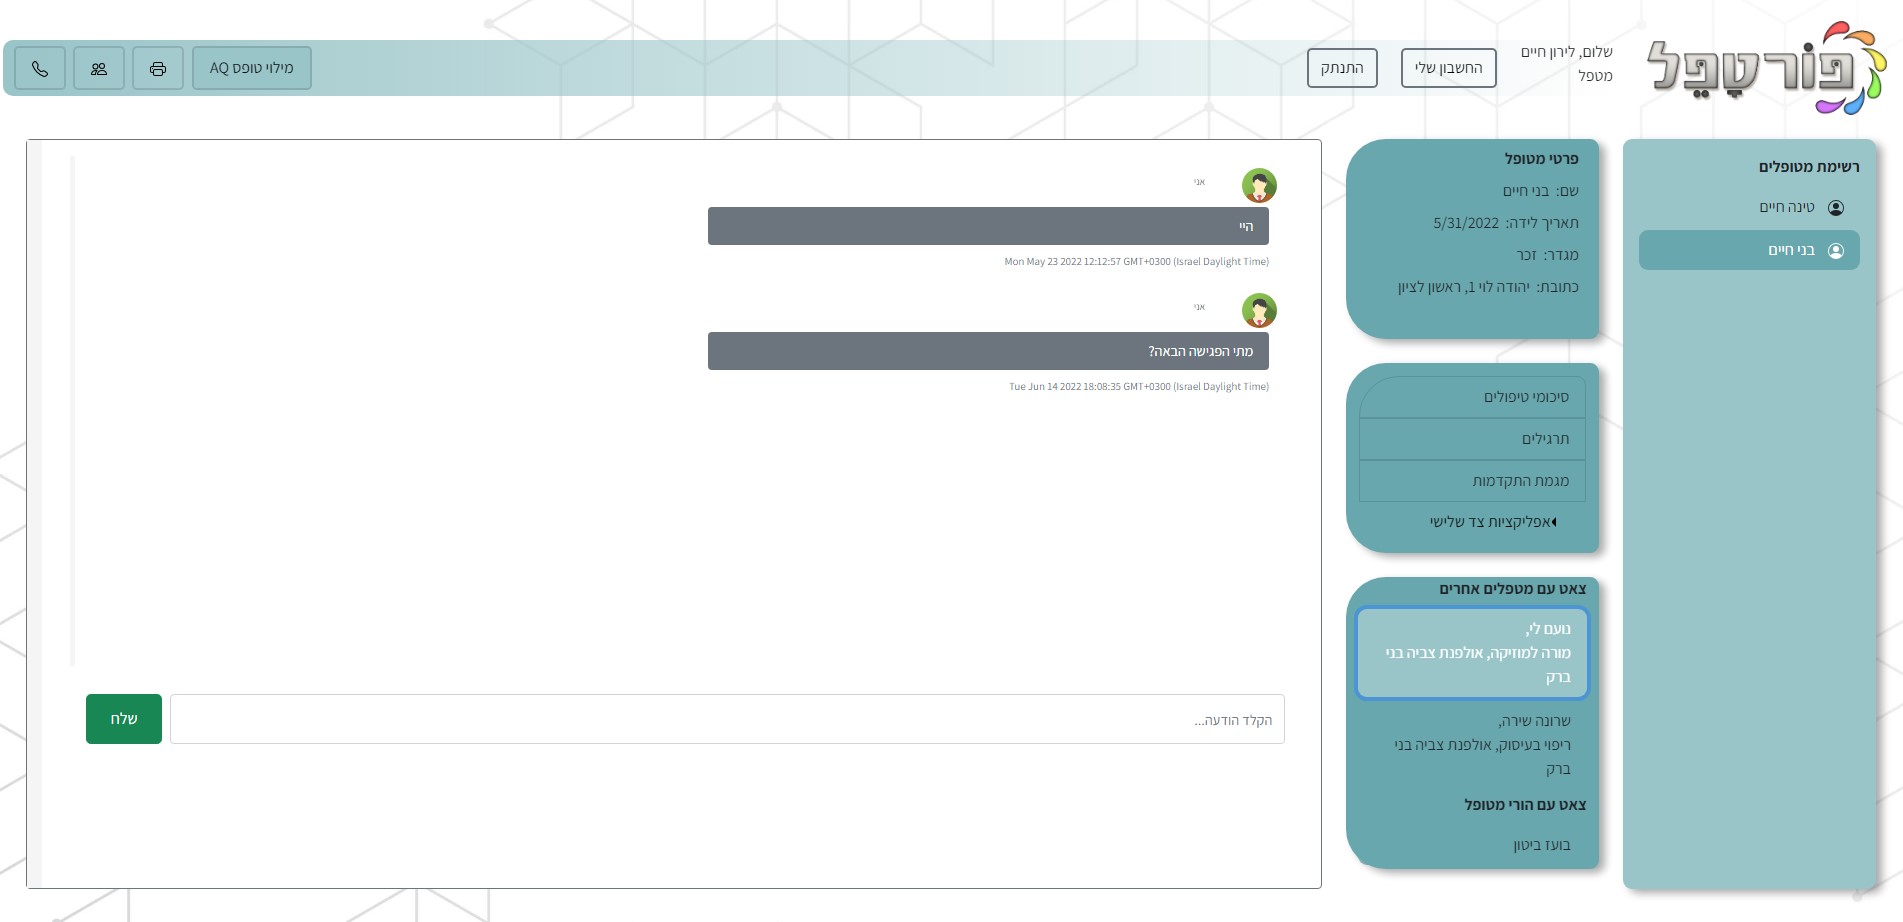 פּוֹרטַפֶּל
שלום, לירון חיים
מטפל
החשבון שלי
התנתק
מילוי טופס AQ
רשימת מטופלים
טינה חיים
בני חיים
פרטי מטופל
שם: בני חיים
תאריך לידה: 5/31/2022
מגדר: זכר
כתובת: יהודה לוי 1, ראשון לציון
סיכומי טיפולים
תרגילים
מגמת התקדמות
אפליקציות צד שלישי
צאט עם מטפלים אחרים
נועם לי,
מורה למוזיקה, אולפנת צביה בני
ברק
שרונה שירה,
ריפוי בעיסוק, אולפנת צביה בני
ברק
צאט עם הורי מטופל
בועז ביטון
אני
היי
Mon May 23 2022 12:12:57 GMT+0300 (Israel Daylight Time)
אני
מתי הפגישה הבאה?
Tue Jun 14 2022 18:08:35 GMT+0300 (Israel Daylight Time)
הקלד הודעה...
שלח